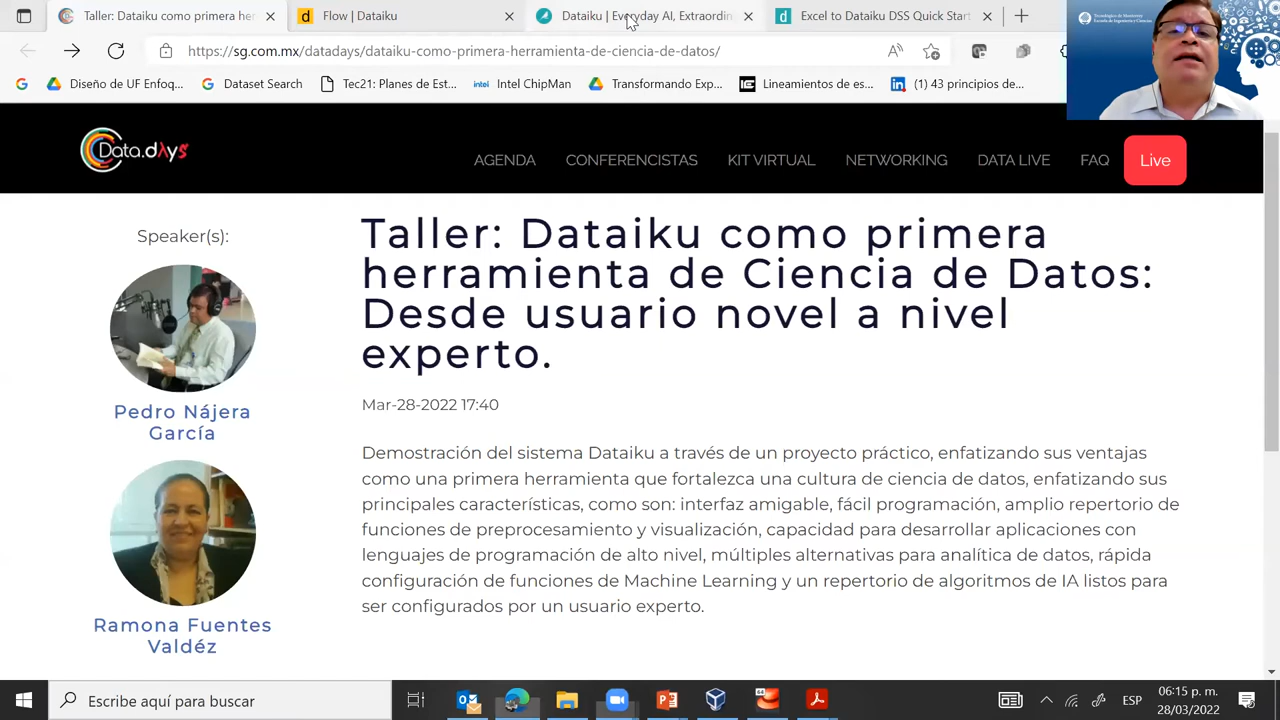 Taller: Dataiku como primera her
Flow | Dataiku
Dataiku | Everyday AI, Extraordin
Excel > Dataiku DSS Quick Start
Tecnológico de Monterrey
Escuela de Ingeniería y Ciencias
https://sg.com.mx/datadays/dataiku-como-primera-herramienta-de-ciencia-de-datos/
Diseño de UF Enfoq...
Dataset Search
Tec21: Planes de Est...
intel Intel ChipMan
Transformando Exp...
Lineamientos de es...
(1) 43 principios de...
Data.days
AGENDA CONFERENCISTAS KIT VIRTUAL NETWORKING DATA LIVE FAQ Live
Speaker(s):
Pedro Nájera
García
Ramona Fuentes
Valdéz
Taller: Dataiku como primera
herramienta de Ciencia de Datos:
Desde usuario novel a nivel
experto.
Mar-28-2022 17:40
Demostración del sistema Dataiku a través de un proyecto práctico, enfatizando sus ventajas
como una primera herramienta que fortalezca una cultura de ciencia de datos, enfatizando sus
principales características, como son: interfaz amigable, fácil programación, amplio repertorio de
funciones de preprocesamiento y visualización, capacidad para desarrollar aplicaciones con
lenguajes de programación de alto nivel, múltiples alternativas para analítica de datos, rápida
configuración de funciones de Machine Learning y un repertorio de algoritmos de IA listos para
ser configurados por un usuario experto.
Escribe aquí para buscar
ESP
06:15 p. m.
28/03/2022